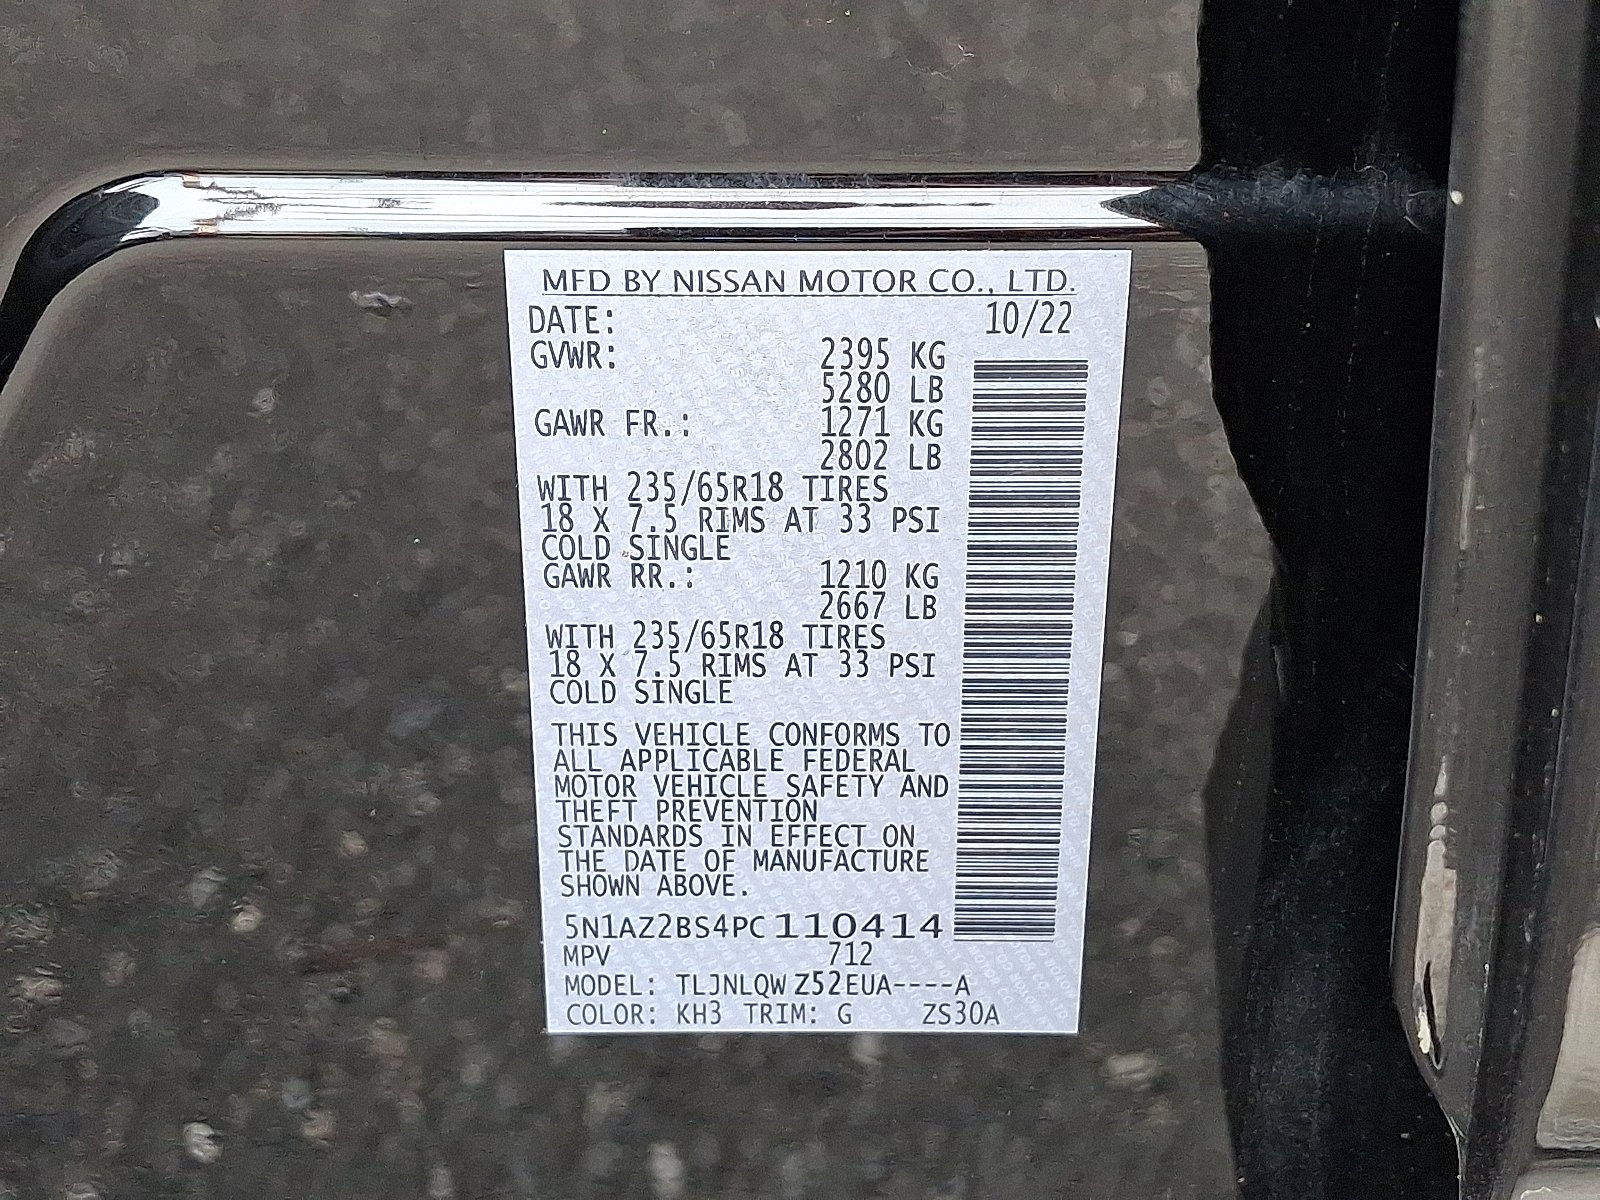 MFD BY NISSAN MOTOR CO., LTD.
DATE: 10/22
GVWR: 2395 KG
5280 LB
GAWR FR.: 1271 KG
2802 LB
WITH 235/65R18 TIRES
18 X 7.5 RIMS AT 33 PSI
COLD SINGLE
GAWR RR.: 1210 KG
2667 LB
WITH 235/65R18 TIRES
18 X 7.5 RIMS AT 33 PSI
COLD SINGLE
THIS VEHICLE CONFORMS TO
ALL APPLICABLE FEDERAL
MOTOR VEHICLE SAFETY AND
THEFT PREVENTION
STANDARDS IN EFFECT ON
THE DATE OF MANUFACTURE
SHOWN ABOVE.
5N1AZ2BS4PC110414
MPV 712
MODEL: TLJNLQW Z52EUA----A
COLOR: KH3 TRIM: G ZS30A